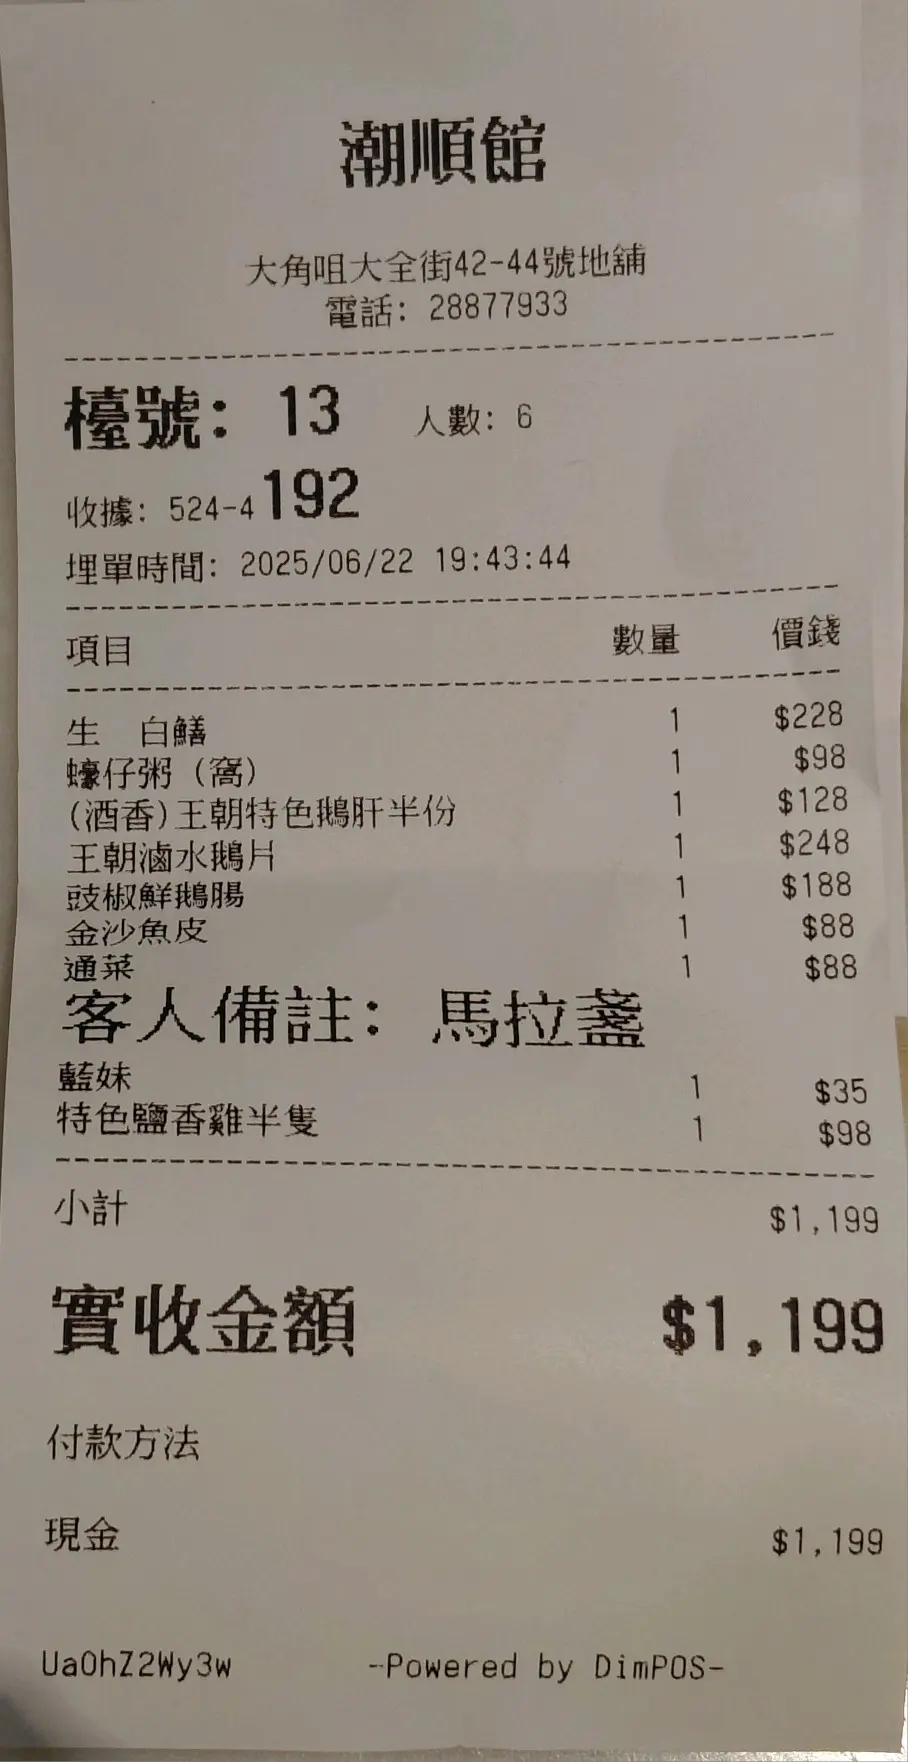 潮順館
大角咀大全街42-44號地舖
電話: 28877933
檯號: 13 人數: 6
收據: 524-4192
埋單時間: 2025/06/22 19:43:44
項目 數量 價錢
生 白鱔 1 $228
蠔仔粥 (窩) 1 $98
(酒香)王朝特色鵝肝半份 1 $128
王朝滷水鵝片 1 $248
豉椒鮮鵝腸 1 $188
金沙魚皮 1 $88
通菜 1 $88
客人備註: 馬拉盞
藍妹 1 $35
特色鹽香雞半隻 1 $98
小計 $1,199
實收金額 $1,199
付款方法
現金 $1,199
UaOhZ2Wy3w -Powered by DimPOS-